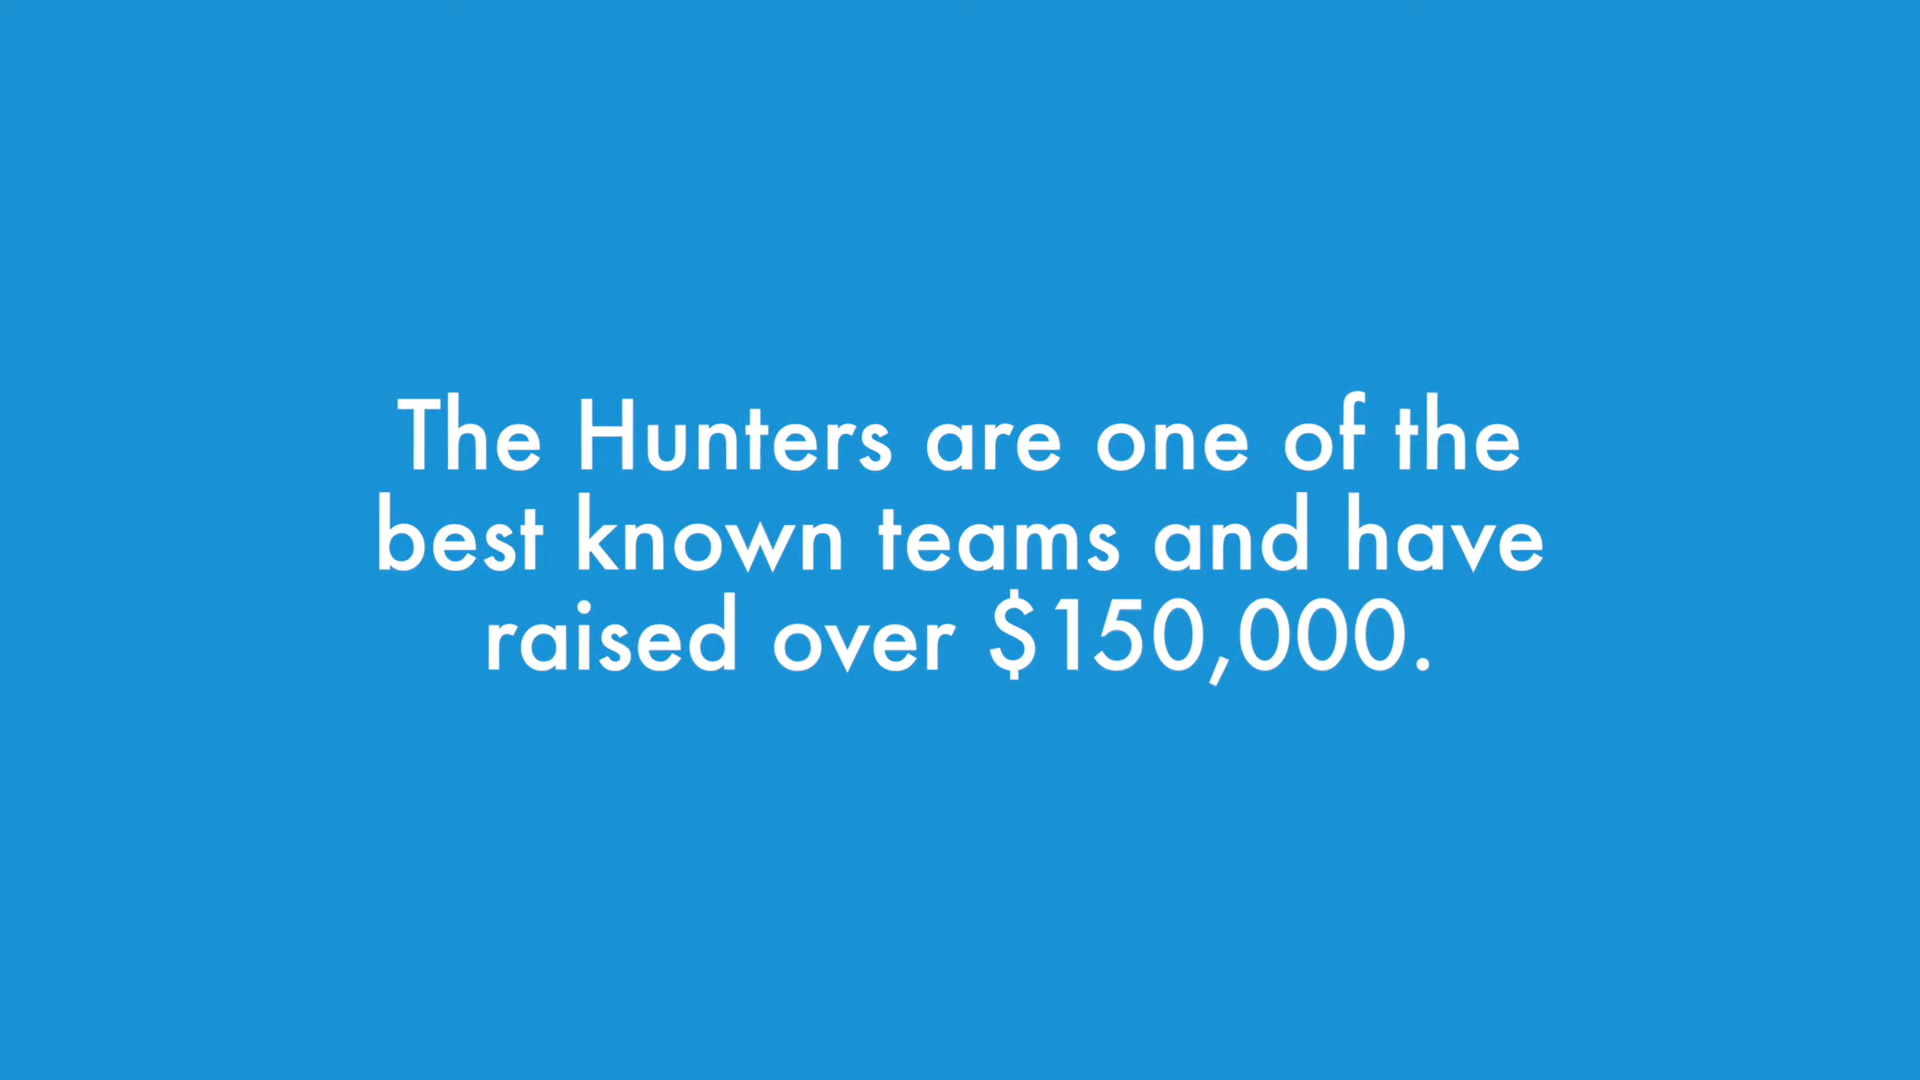 The Hunters are one of the
best known teams and have
raised over $150,000.